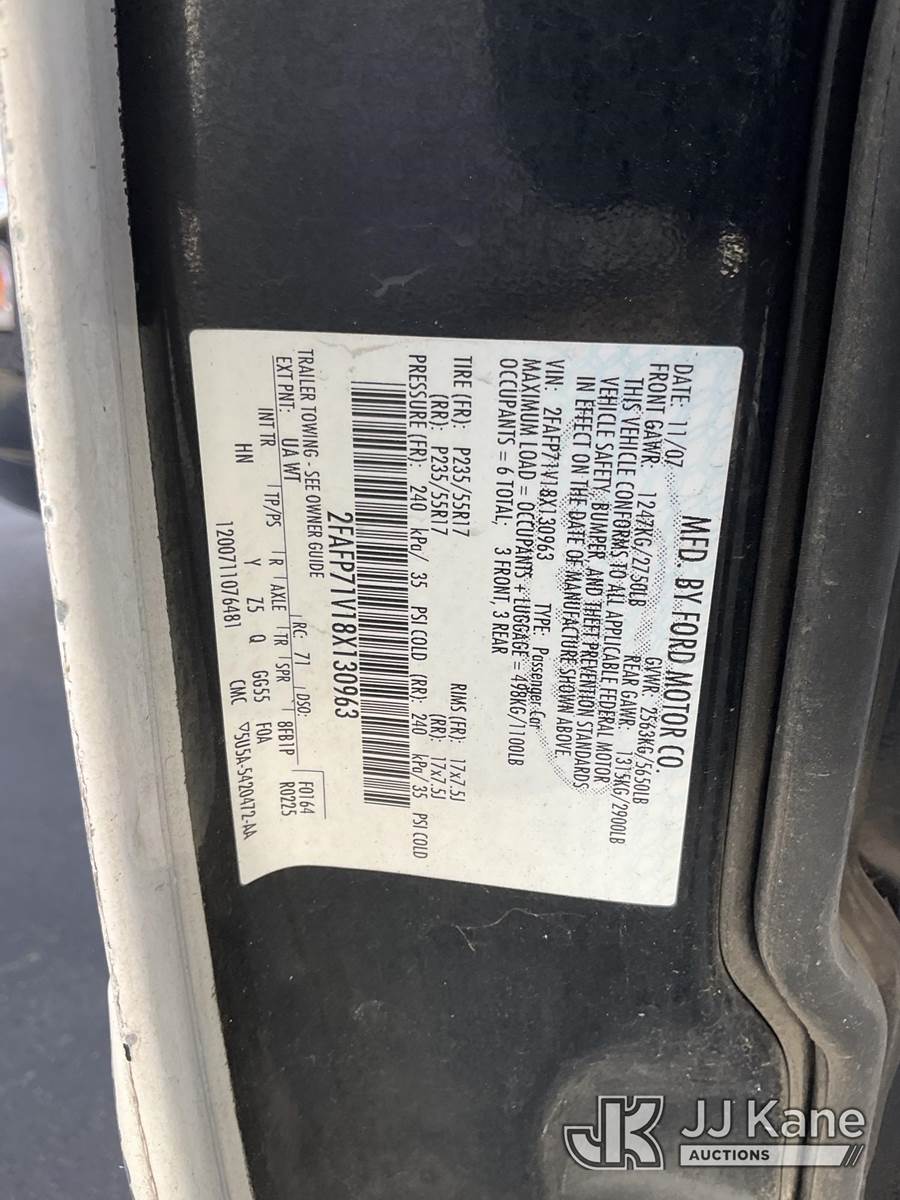 MFD. BY FORD MOTOR CO.
DATE: 11/07 GVWR: 2563KG/5650LB
FRONT GAWR: 1247KG/2750LB REAR GAWR: 1315KG/2900LB
THIS VEHICLE CONFORMS TO ALL APPLICABLE FEDERAL MOTOR
VEHICLE SAFETY, BUMPER, AND THEFT PREVENTION STANDARDS
IN EFFECT ON THE DATE OF MANUFACTURE SHOWN ABOVE.
VIN: 2FAFP71V18X130963 TYPE: Passenger Car
MAXIMUM LOAD = OCCUPANTS + LUGGAGE = 498KG/1100LB
OCCUPANTS = 6 TOTAL; 3 FRONT, 3 REAR
TIRE (FR): P235/55R17 RIMS (FR): 17x7.5J
(RR): P235/55R17 (RR): 17x7.5J
PRESSURE (FR): 240 kPa/ 35 PSI COLD (RR): 240 kPa/35 PSI COLD
2FAFP71V18X130963
TRAILER TOWING - SEE OWNER GUIDE
EXT PNT: UA WT RC: 71 DSO: F0164
INT TR TP/PS R AXLE TR SPR 8FB1P R0225
HN Y Z5 Q GG55 F0A
1200711076481 CMC 5U5A-5420472-AA
JK JJ Kane
AUCTIONS